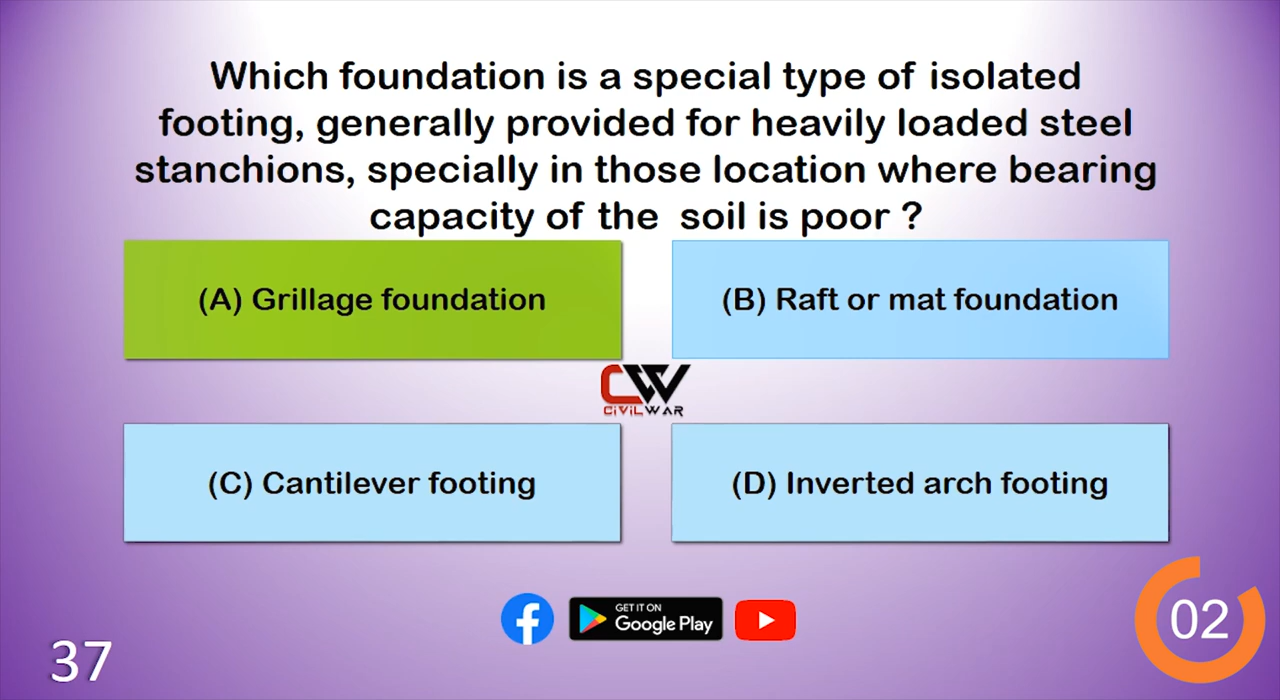 Which foundation is a special type of isolated
footing, generally provided for heavily loaded steel
stanchions, specially in those location where bearing
capacity of the soil is poor ?
(A) Grillage foundation
(B) Raft or mat foundation
CW
CiViLWAR
(C) Cantilever footing
(D) Inverted arch footing
GET IT ON
Google Play
02
37